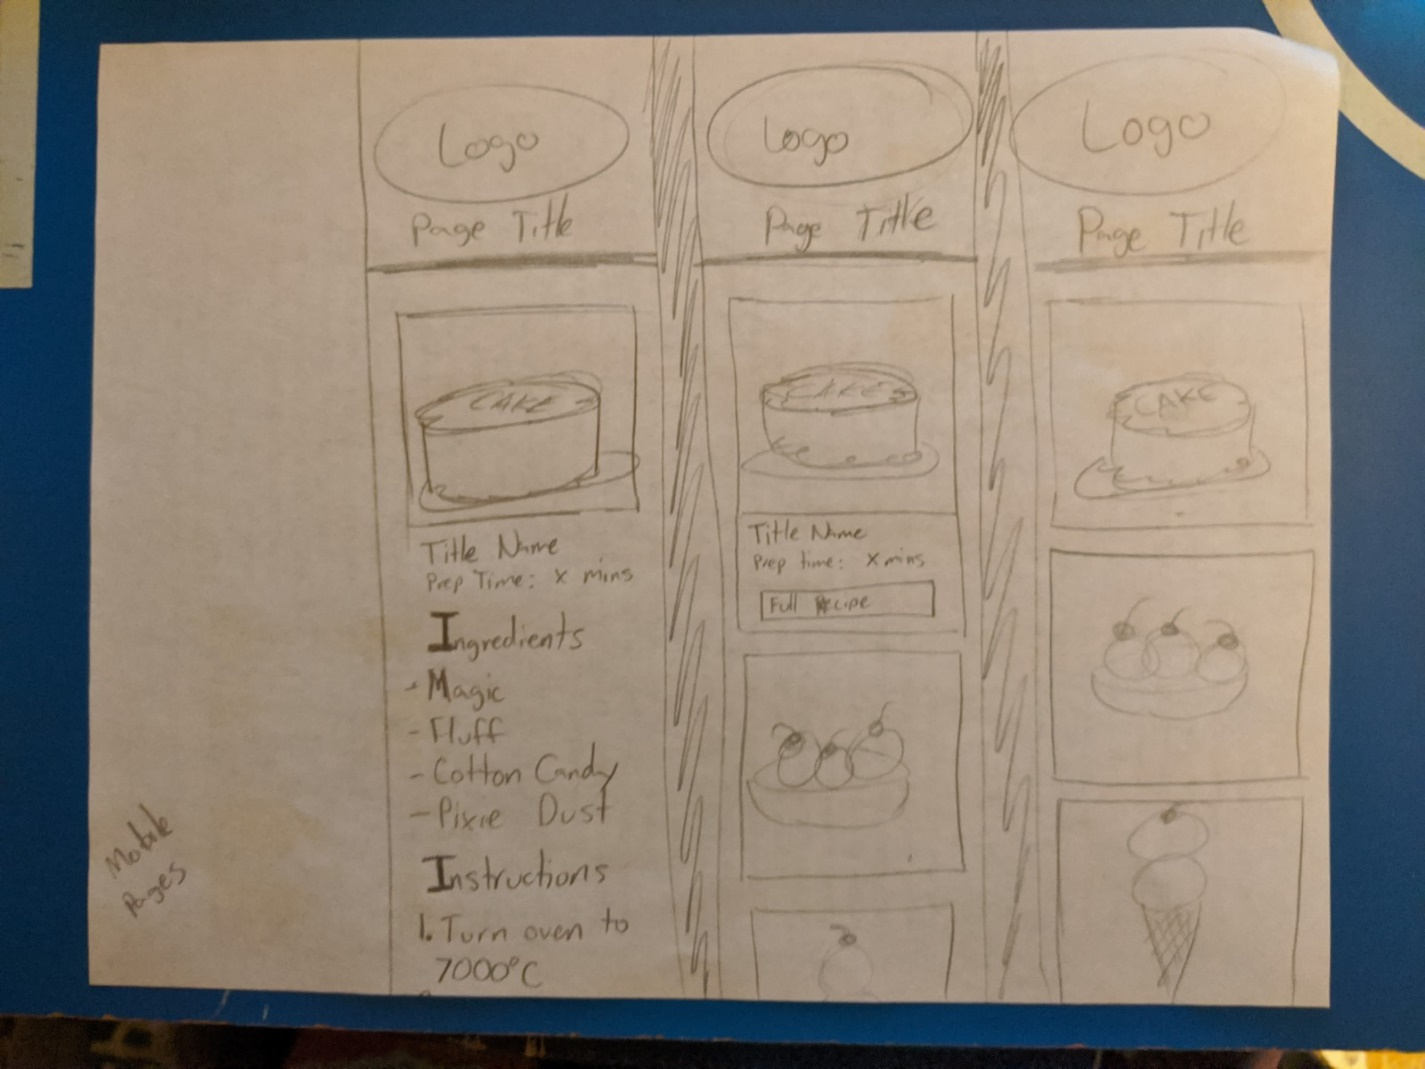 Logo
Page Title
CAKE
Title Name
Prep Time: X mins
Ingredients
- Magic
- Fluff
- Cotton Candy
- Pixie Dust
Instructions
1. Turn oven to
7000°C
Logo
Page Title
CAKE
Title Name
Prep time: X mins
Full Recipe
Logo
Page Title
CAKE
Mobile
Pages